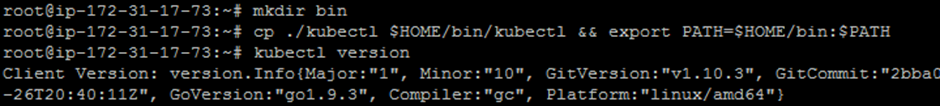 root@ip-172-31-17-73:~# mkdir bin
root@ip-172-31-17-73:~# cp ./kubectl $HOME/bin/kubectl && export PATH=$HOME/bin:$PATH
root@ip-172-31-17-73:~# kubectl version
Client Version: version.Info{Major:"1", Minor:"10", GitVersion:"v1.10.3", GitCommit:"2bba0
-26T20:40:11Z", GoVersion:"go1.9.3", Compiler:"gc", Platform:"linux/amd64"}